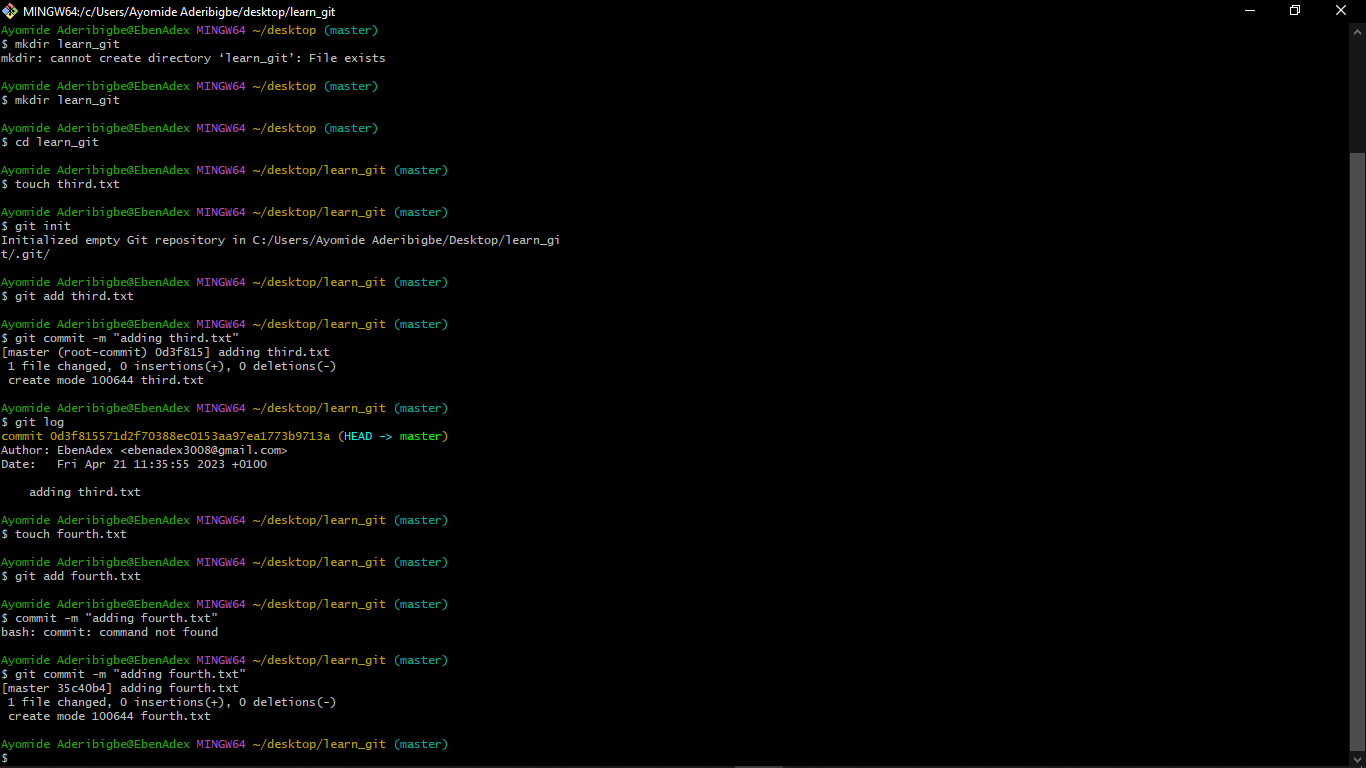 MINGW64:/c/Users/Ayomide Aderibigbe/desktop/learn_git
Ayomide Aderibigbe@EbenAdex MINGW64 ~/desktop (master)
$ mkdir learn_git
mkdir: cannot create directory ‘learn_git’: File exists
Ayomide Aderibigbe@EbenAdex MINGW64 ~/desktop (master)
$ mkdir learn_git
Ayomide Aderibigbe@EbenAdex MINGW64 ~/desktop (master)
$ cd learn_git
Ayomide Aderibigbe@EbenAdex MINGW64 ~/desktop/learn_git (master)
$ touch third.txt
Ayomide Aderibigbe@EbenAdex MINGW64 ~/desktop/learn_git (master)
$ git init
Initialized empty Git repository in C:/Users/Ayomide Aderibigbe/Desktop/learn_gi
t/.git/
Ayomide Aderibigbe@EbenAdex MINGW64 ~/desktop/learn_git (master)
$ git add third.txt
Ayomide Aderibigbe@EbenAdex MINGW64 ~/desktop/learn_git (master)
$ git commit -m "adding third.txt"
[master (root-commit) 0d3f815] adding third.txt
 1 file changed, 0 insertions(+), 0 deletions(-)
 create mode 100644 third.txt
Ayomide Aderibigbe@EbenAdex MINGW64 ~/desktop/learn_git (master)
$ git log
commit 0d3f815571d2f70388ec0153aa97ea1773b9713a (HEAD -> master)
Author: EbenAdex <ebenadex3008@gmail.com>
Date:   Fri Apr 21 11:35:55 2023 +0100
    adding third.txt
Ayomide Aderibigbe@EbenAdex MINGW64 ~/desktop/learn_git (master)
$ touch fourth.txt
Ayomide Aderibigbe@EbenAdex MINGW64 ~/desktop/learn_git (master)
$ git add fourth.txt
Ayomide Aderibigbe@EbenAdex MINGW64 ~/desktop/learn_git (master)
$ commit -m "adding fourth.txt"
bash: commit: command not found
Ayomide Aderibigbe@EbenAdex MINGW64 ~/desktop/learn_git (master)
$ git commit -m "adding fourth.txt"
[master 35c40b4] adding fourth.txt
 1 file changed, 0 insertions(+), 0 deletions(-)
 create mode 100644 fourth.txt
Ayomide Aderibigbe@EbenAdex MINGW64 ~/desktop/learn_git (master)
$